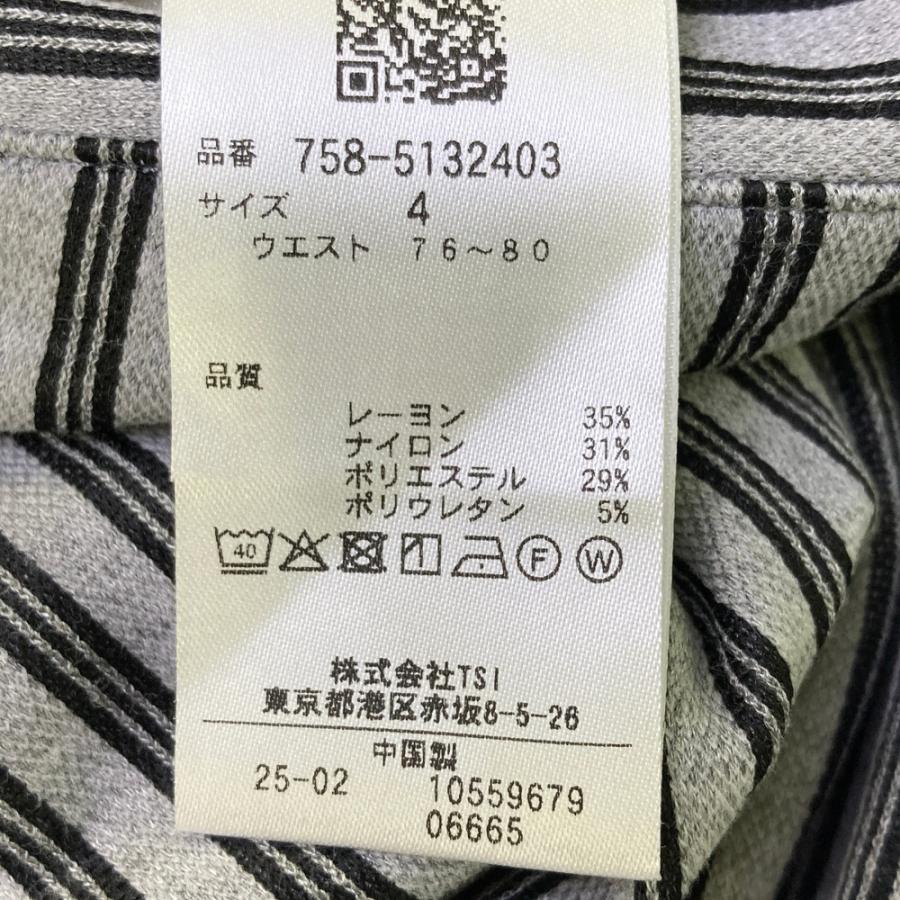 品番 758-5132403
サイズ 4
ウエスト 76～80
品質
レーヨン 35%
ナイロン 31%
ポリエステル 29%
ポリウレタン 5%
40 F W
株式会社TSI
東京都港区赤坂8-5-26
中国製
25-02 10559679
06665